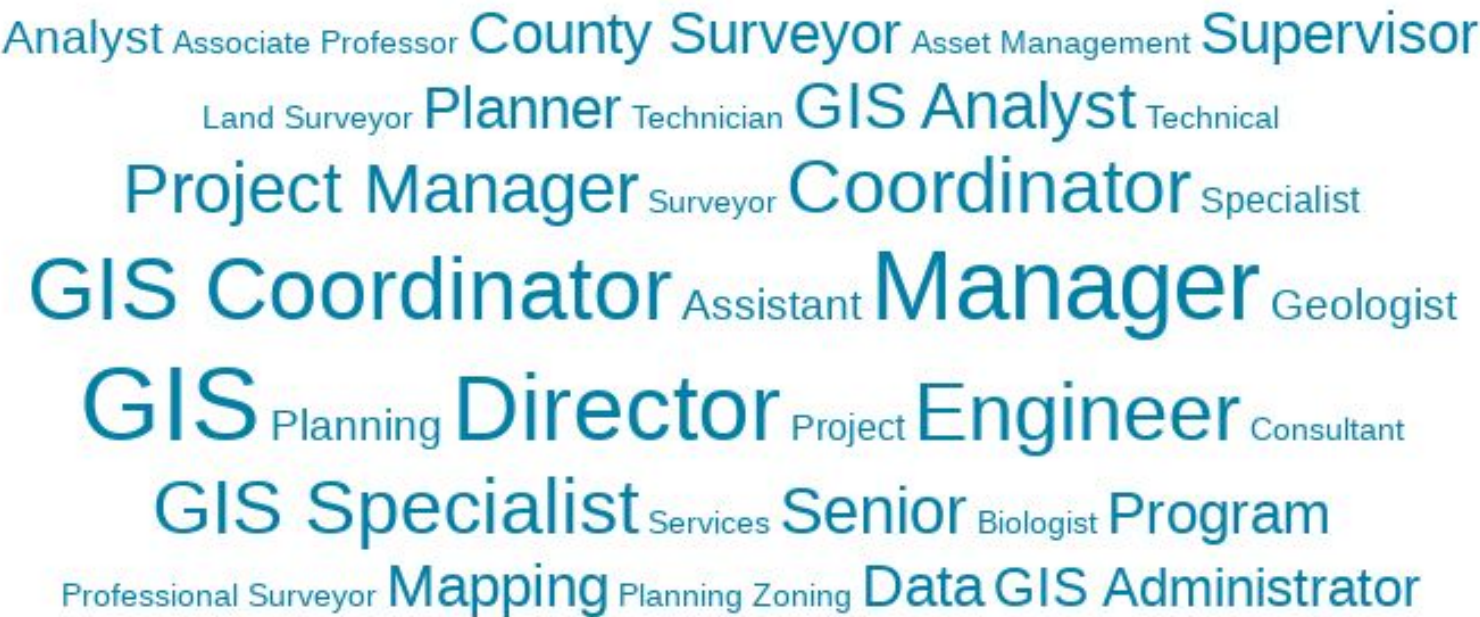 Analyst Associate Professor County Surveyor Asset Management Supervisor
Land Surveyor Planner Technician GIS Analyst Technical
Project Manager Surveyor Coordinator Specialist
GIS Coordinator Assistant Manager Geologist
GIS Planning Director Project Engineer Consultant
GIS Specialist Services Senior Biologist Program
Professional Surveyor Mapping Planning Zoning Data GIS Administrator